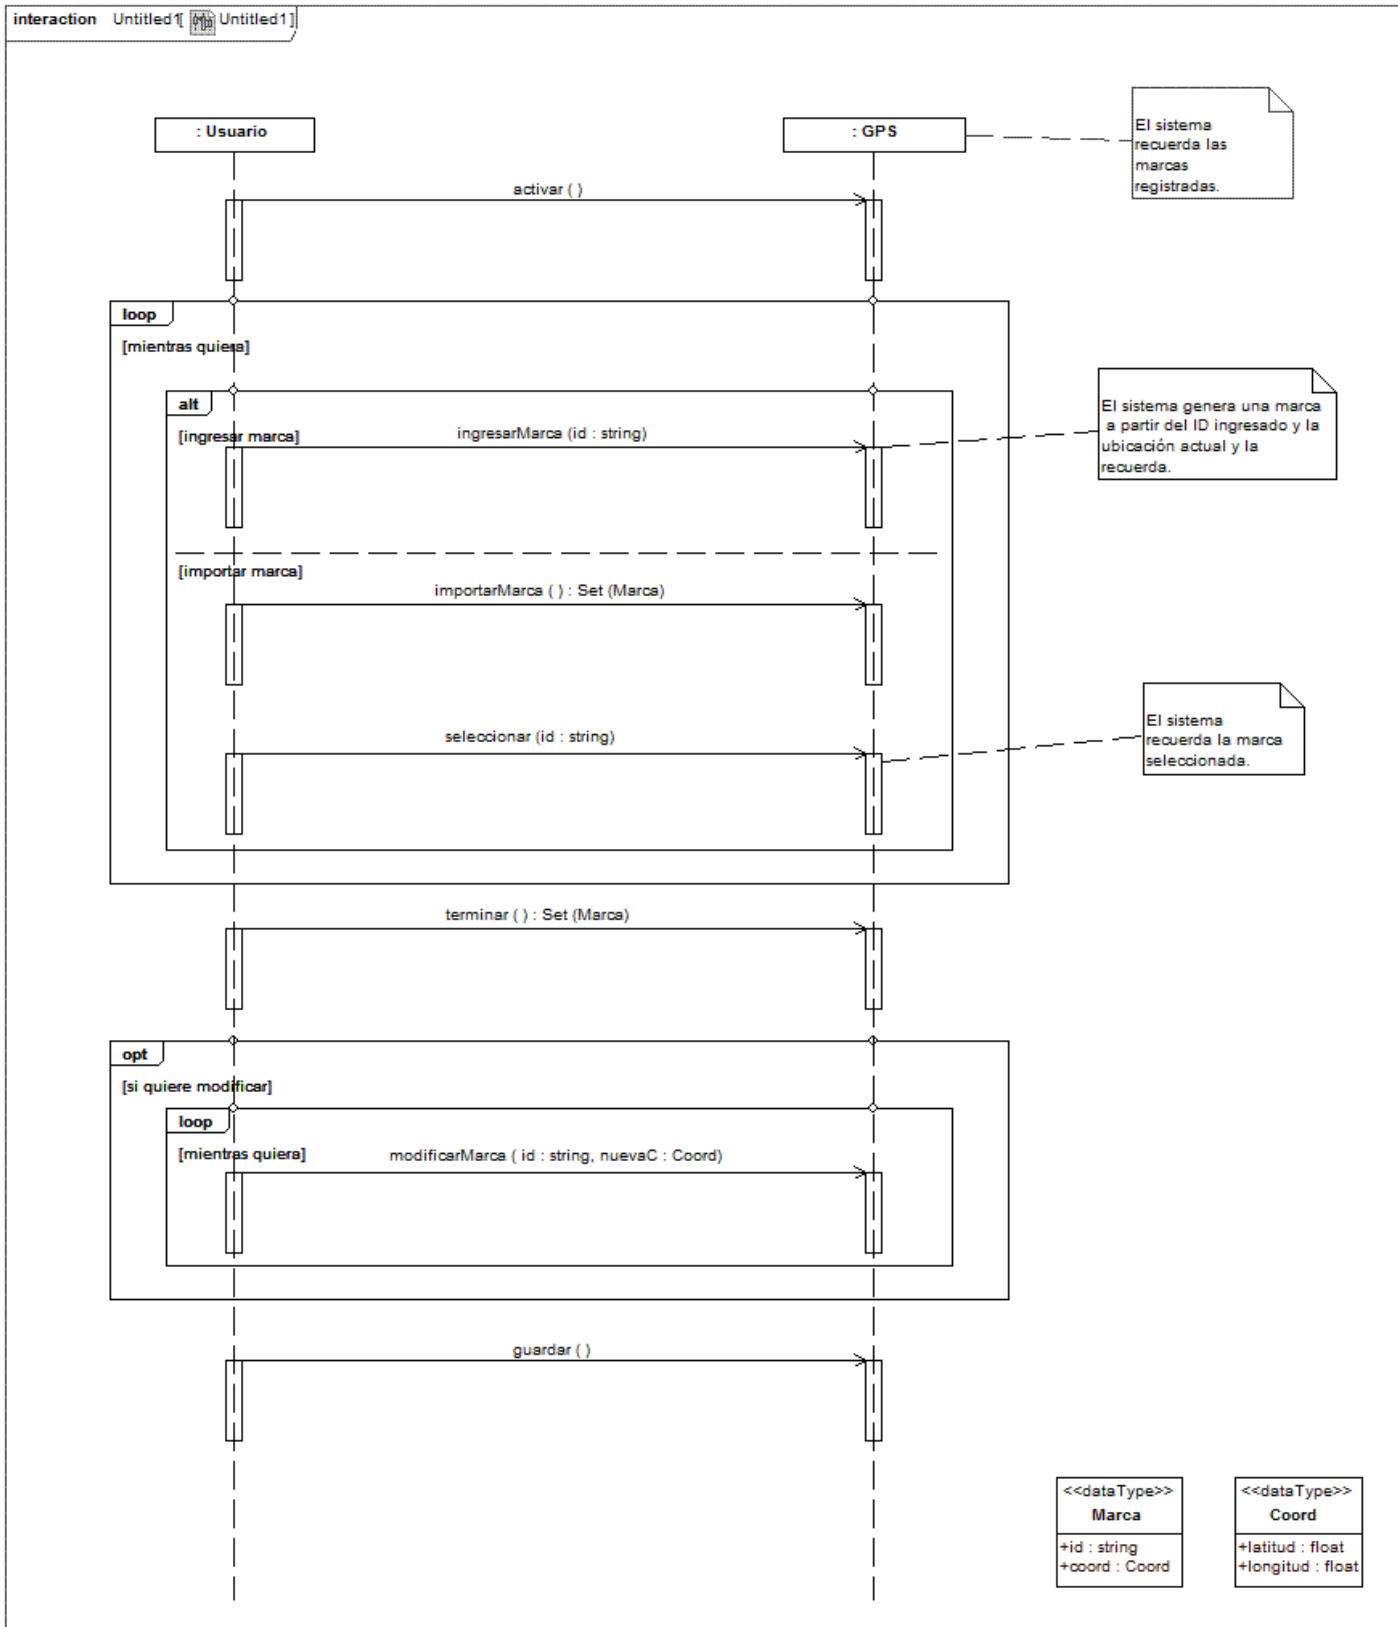 interaction Untitled1[ Untitled1]
: Usuario
: GPS
El sistema
recuerda las
marcas
registradas.
activar ( )
loop
[mientras quiera]
alt
[ingresar marca]
ingresarMarca (id : string)
El sistema genera una marca
a partir del ID ingresado y la
ubicación actual y la
recuerda.
[importar marca]
importarMarca ( ) : Set (Marca)
seleccionar (id : string)
El sistema
recuerda la marca
seleccionada.
terminar ( ) : Set (Marca)
opt
[si quiere modificar]
loop
[mientras quiera]
modificarMarca ( id : string, nuevaC : Coord)
guardar ( )
<<dataType>>
Marca
+id : string
+coord : Coord
<<dataType>>
Coord
+latitud : float
+longitud : float